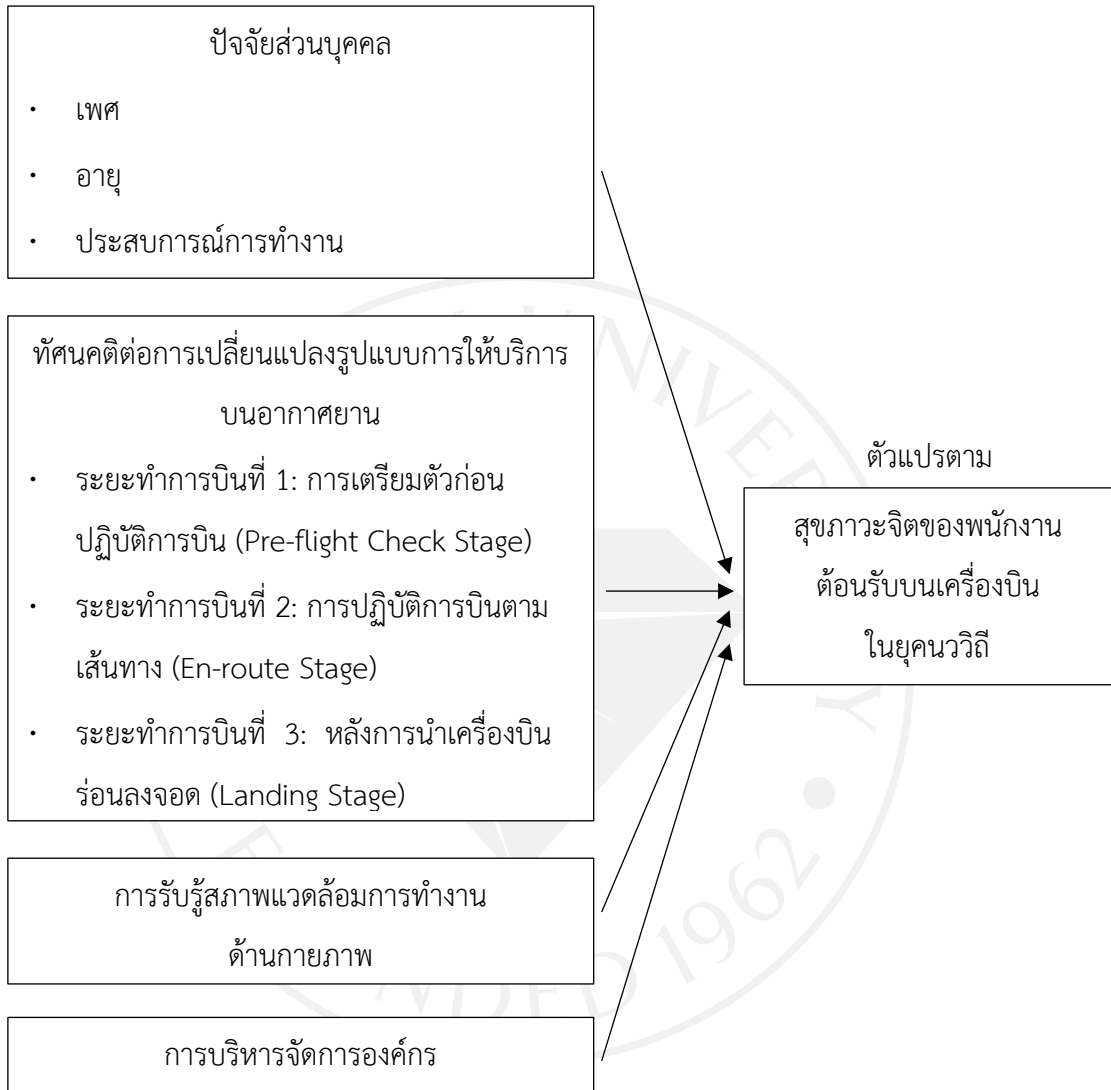 ปัจจัยส่วนบุคคล
· เพศ
· อายุ
· ประสบการณ์การทำงาน
ทัศนคติต่อการเปลี่ยนแปลงรูปแบบการให้บริการ
บนอากาศยาน
· ระยะทำการบินที่ 1: การเตรียมตัวก่อน
ปฏิบัติการบิน (Pre-flight Check Stage)
· ระยะทำการบินที่ 2: การปฏิบัติการบินตาม
เส้นทาง (En-route Stage)
· ระยะทำการบินที่ 3: หลังการนำเครื่องบิน
ร่อนลงจอด (Landing Stage)
การรับรู้สภาพแวดล้อมการทำงาน
ด้านกายภาพ
การบริหารจัดการองค์กร
ตัวแปรตาม
สุขภาวะจิตของพนักงาน
ต้อนรับบนเครื่องบิน
ในยุคนววิถี
1962